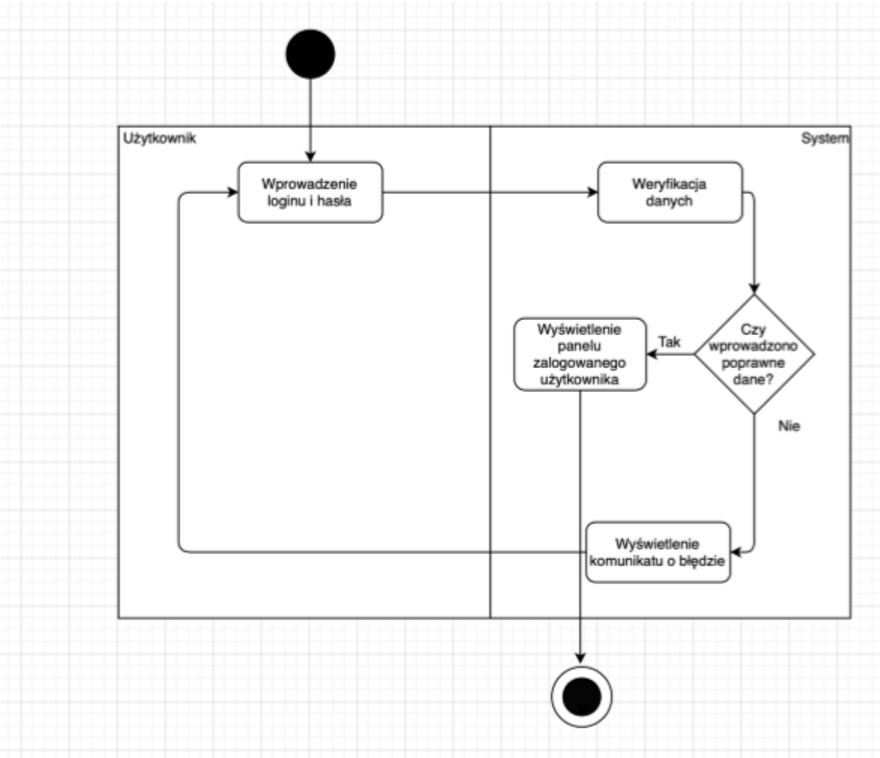 Użytkownik
System
Wprowadzenie
loginu i hasła
Weryfikacja
danych
Czy
wprowadzono
poprawne
dane?
Tak
Wyświetlenie
panelu
zalogowanego
użytkownika
Nie
Wyświetlenie
komunikatu o błędzie